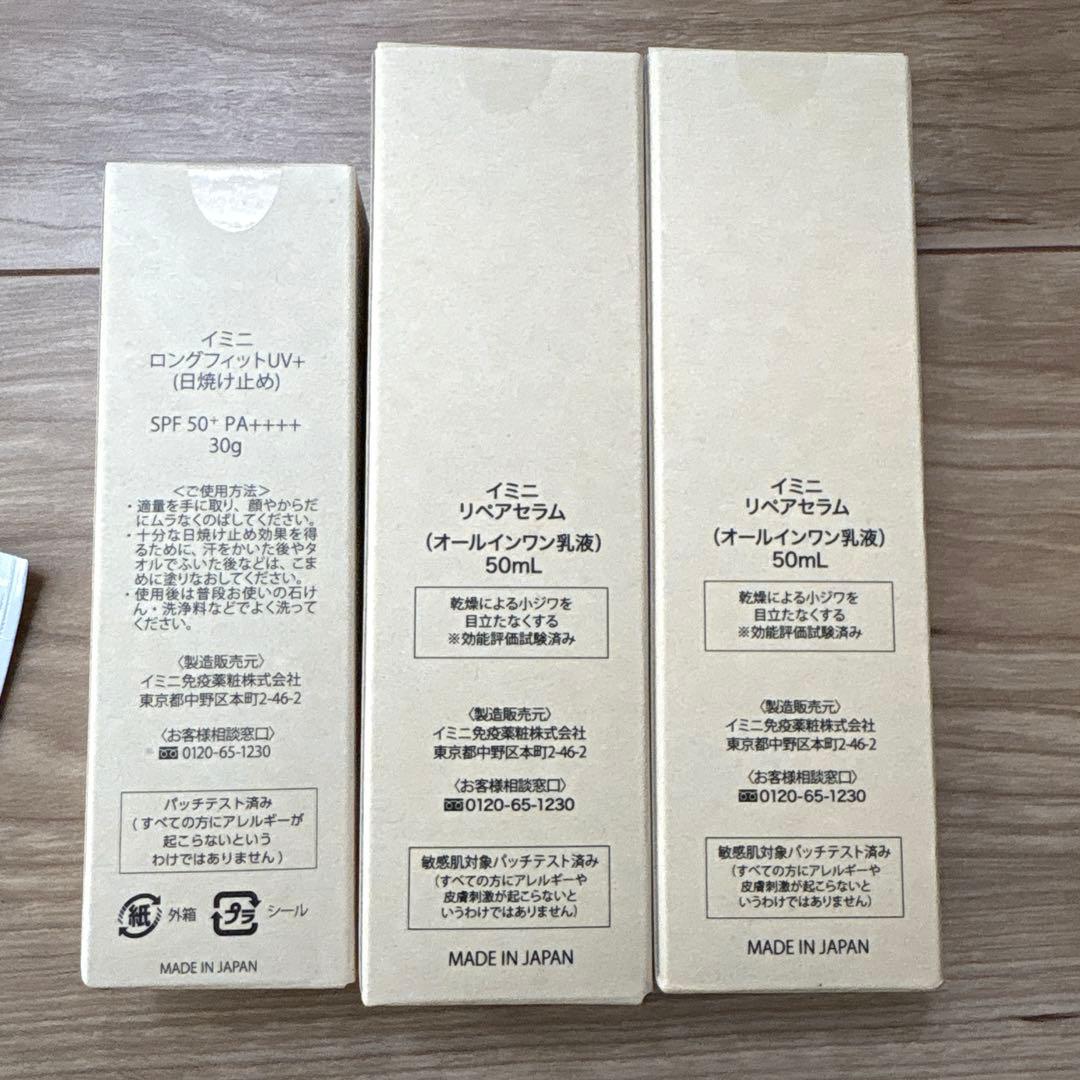 イミニ
ロングフィットUV+
(日焼け止め)
SPF 50⁺ PA++++
30g
＜ご使用方法＞
・適量を手に取り、顔やからだ
にムラなくのばしてください。
・十分な日焼け止め効果を得
るために、汗をかいた後やタ
オルでふいた後などは、こま
めに塗りなおしてください。
・使用後は普段お使いの石け
ん・洗浄料などでよく洗って
ください。
〈製造販売元〉
イミニ免疫薬粧株式会社
東京都中野区本町2-46-2
〈お客様相談窓口〉
0120-65-1230
パッチテスト済み
(すべての方にアレルギーが
起こらないという
わけではありません)
紙 外箱 プラ シール
MADE IN JAPAN
イミニ
リペアセラム
(オールインワン乳液)
50mL
乾燥による小ジワを
目立たなくする
※効能評価試験済み
〈製造販売元〉
イミニ免疫薬粧株式会社
東京都中野区本町2-46-2
〈お客様相談窓口〉
0120-65-1230
敏感肌対象パッチテスト済み
(すべての方にアレルギーや
皮膚刺激が起こらないと
いうわけではありません)
MADE IN JAPAN
イミニ
リペアセラム
(オールインワン乳液)
50mL
乾燥による小ジワを
目立たなくする
※効能評価試験済み
〈製造販売元〉
イミニ免疫薬粧株式会社
東京都中野区本町2-46-2
〈お客様相談窓口〉
0120-65-1230
敏感肌対象パッチテスト済み
(すべての方にアレルギーや
皮膚刺激が起こらないと
いうわけではありません)
MADE IN JAPAN